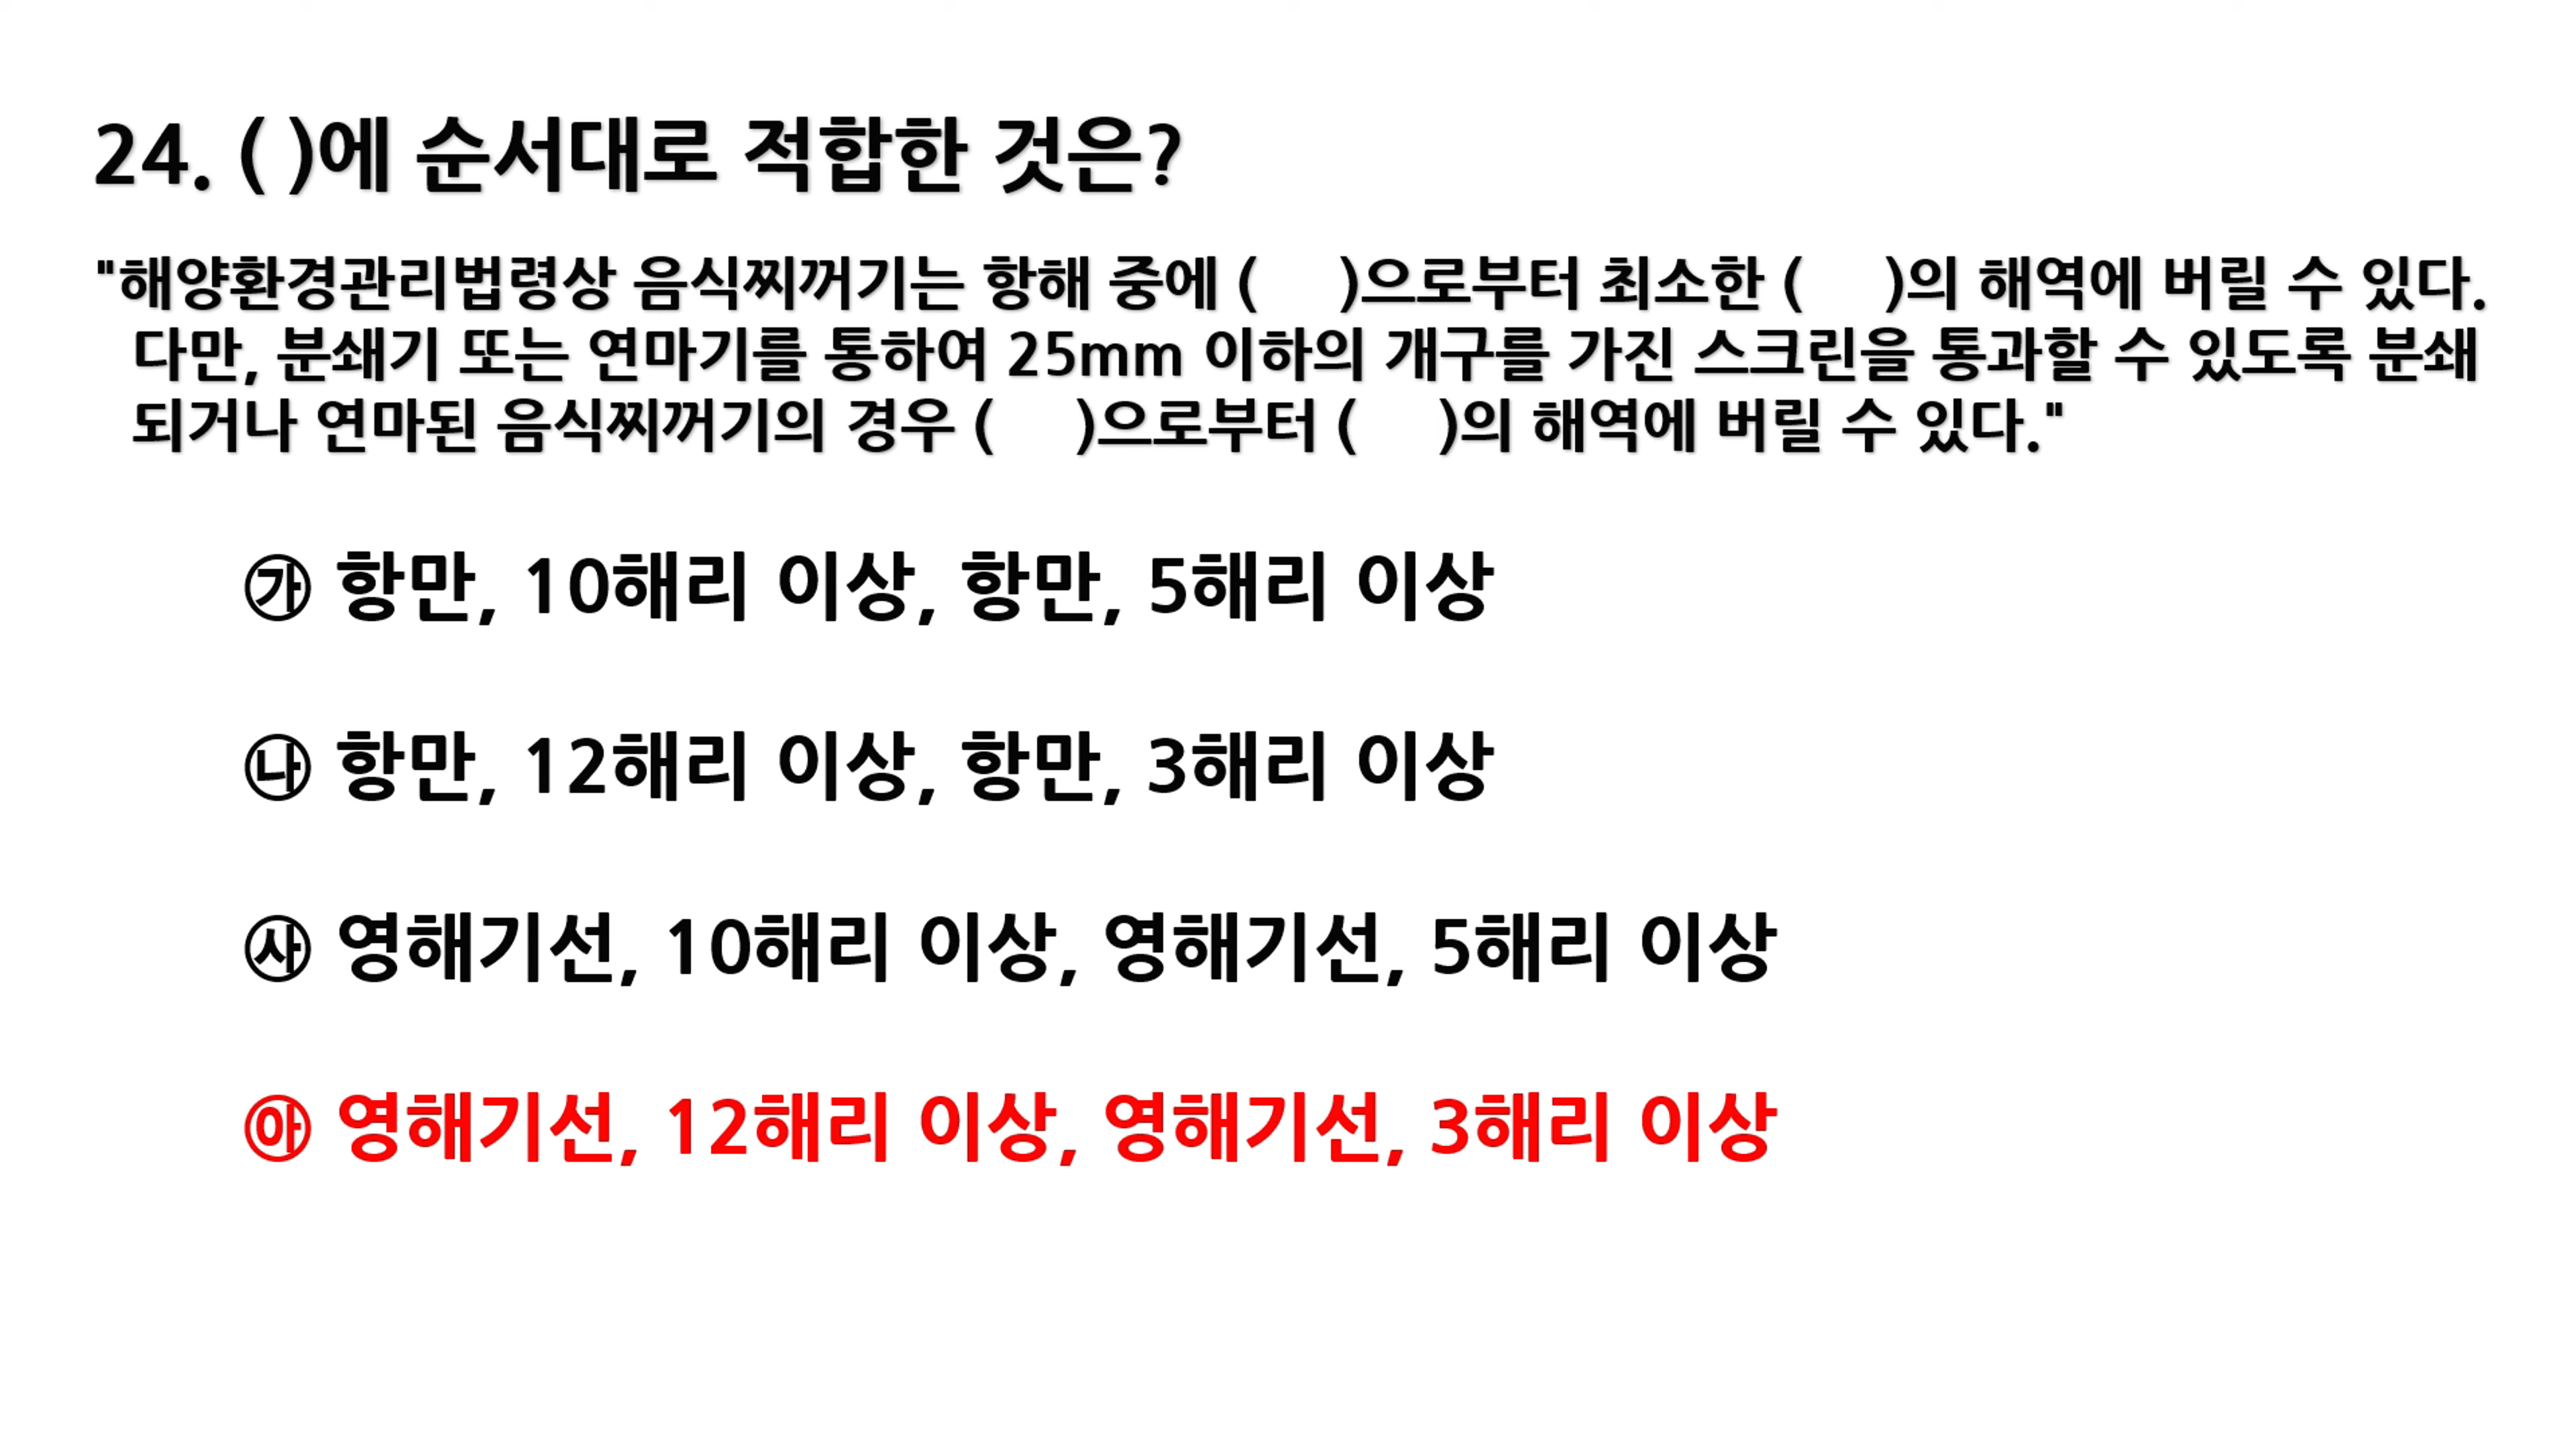 24. ( )에 순서대로 적합한 것은?
"해양환경관리법령상 음식찌꺼기는 항해 중에 (    )으로부터 최소한 (    )의 해역에 버릴 수 있다.
다만, 분쇄기 또는 연마기를 통하여 25mm 이하의 개구를 가진 스크린을 통과할 수 있도록 분쇄
되거나 연마된 음식찌꺼기의 경우 (    )으로부터 (    )의 해역에 버릴 수 있다."
㉮ 항만, 10해리 이상, 항만, 5해리 이상
㉯ 항만, 12해리 이상, 항만, 3해리 이상
㉴ 영해기선, 10해리 이상, 영해기선, 5해리 이상
㉵ 영해기선, 12해리 이상, 영해기선, 3해리 이상